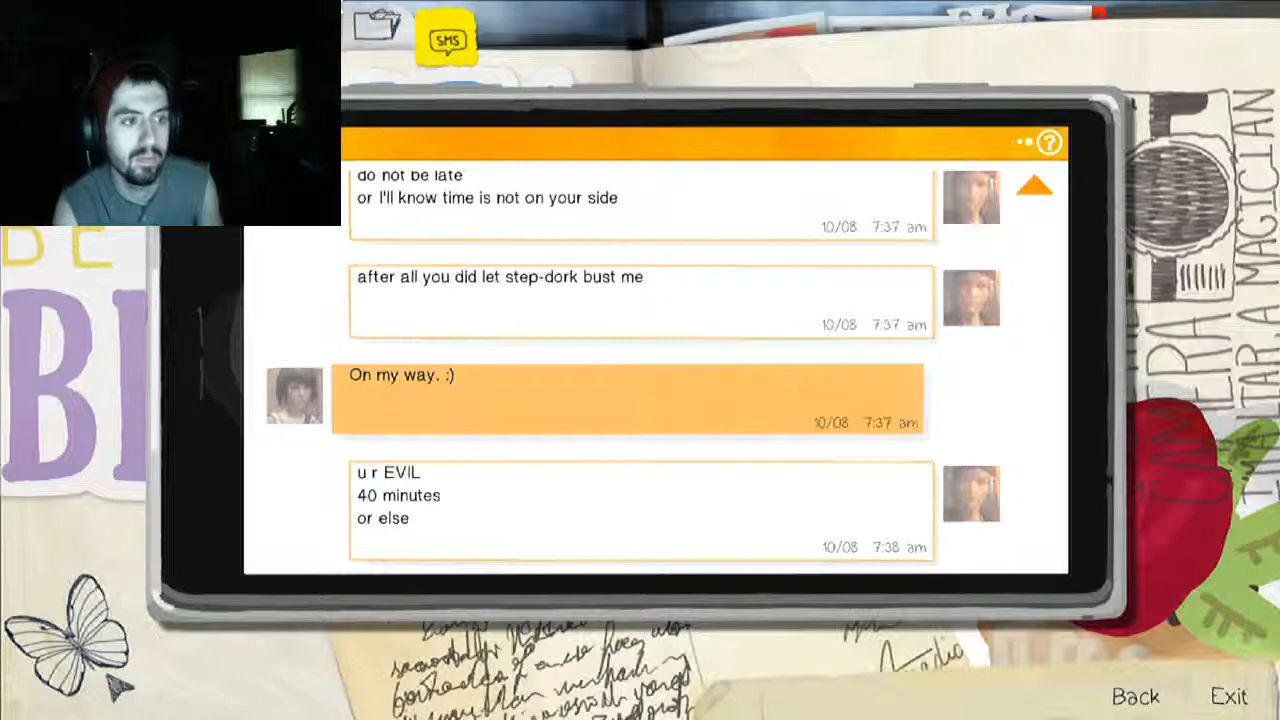 SMS
?
do not be late
or I'll know time is not on your side
10/08 7:37 am
after all you did let step-dork bust me
10/08 7:37 am
On my way. :)
10/08 7:37 am
u r EVIL
40 minutes
or else
10/08 7:38 am
BE
Back
Exit
MAGICIAN